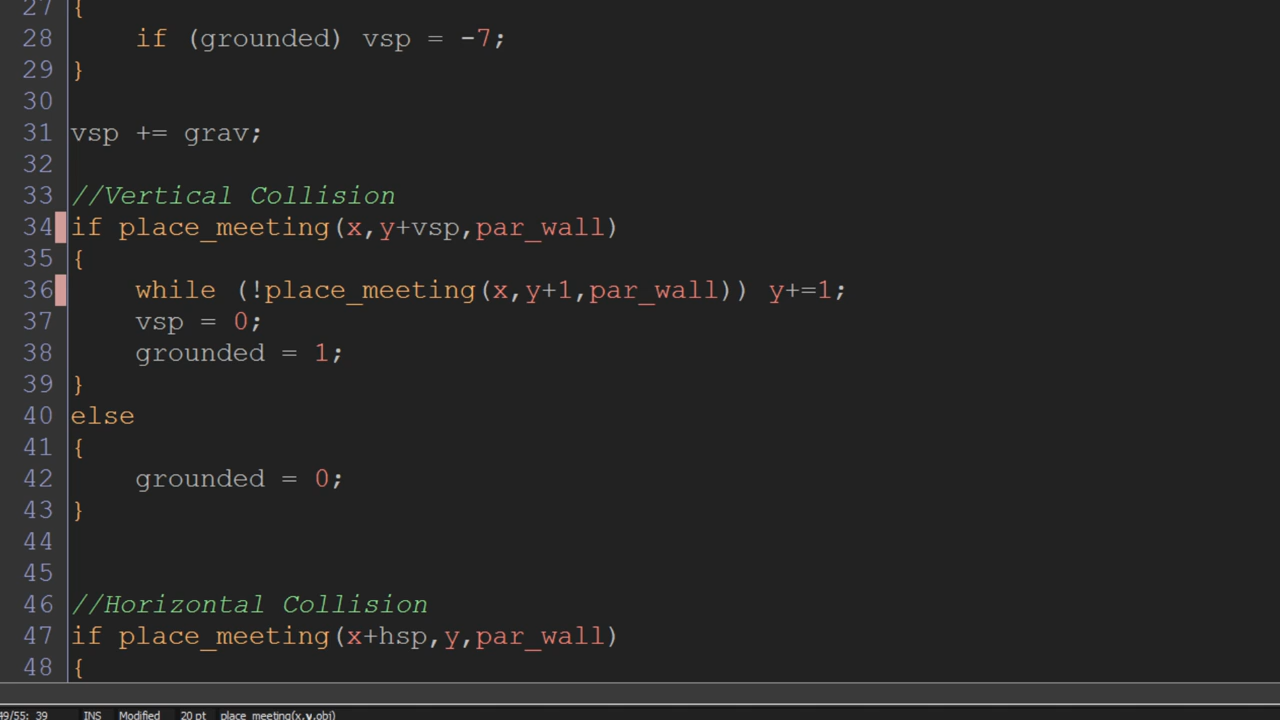 27 {
28     if (grounded) vsp = -7;
29 }
30
31 vsp += grav;
32
33 //Vertical Collision
34 if place_meeting(x,y+vsp,par_wall)
35 {
36     while (!place_meeting(x,y+1,par_wall)) y+=1;
37     vsp = 0;
38     grounded = 1;
39 }
40 else
41 {
42     grounded = 0;
43 }
44
45
46 //Horizontal Collision
47 if place_meeting(x+hsp,y,par_wall)
48 {
49/55: 39 INS Modified 20 pt place_meeting(x,y,obj)